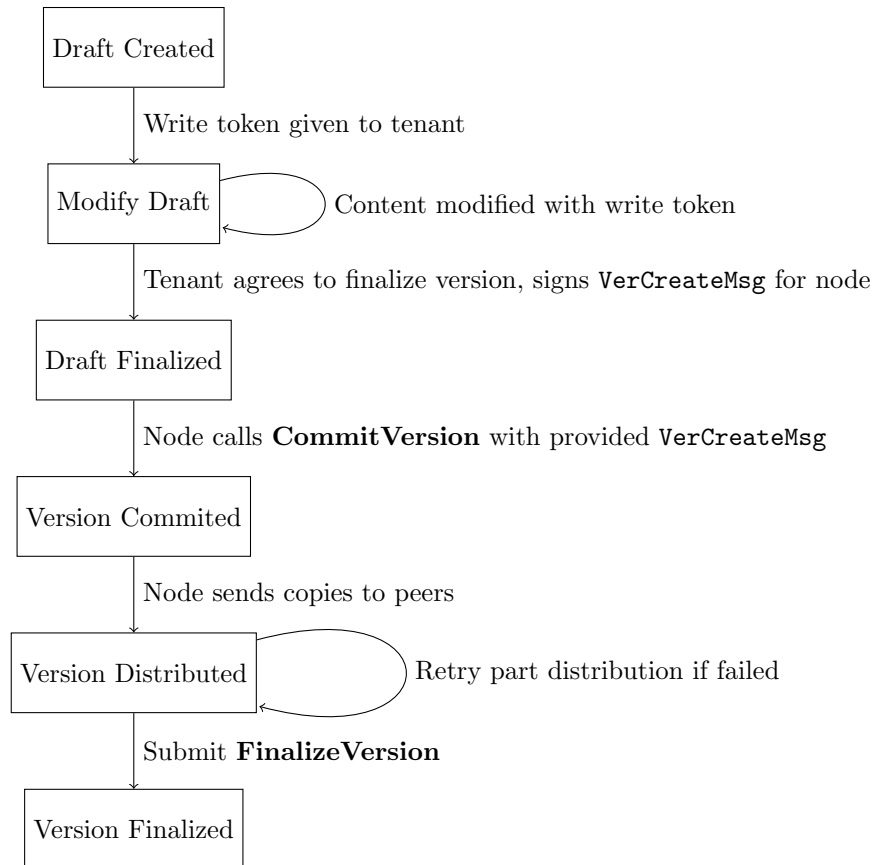 Draft Created
Write token given to tenant
Modify Draft
Content modified with write token
Tenant agrees to finalize version, signs VerCreateMsg for node
Draft Finalized
Node calls CommitVersion with provided VerCreateMsg
Version Commited
Node sends copies to peers
Version Distributed
Retry part distribution if failed
Submit FinalizeVersion
Version Finalized